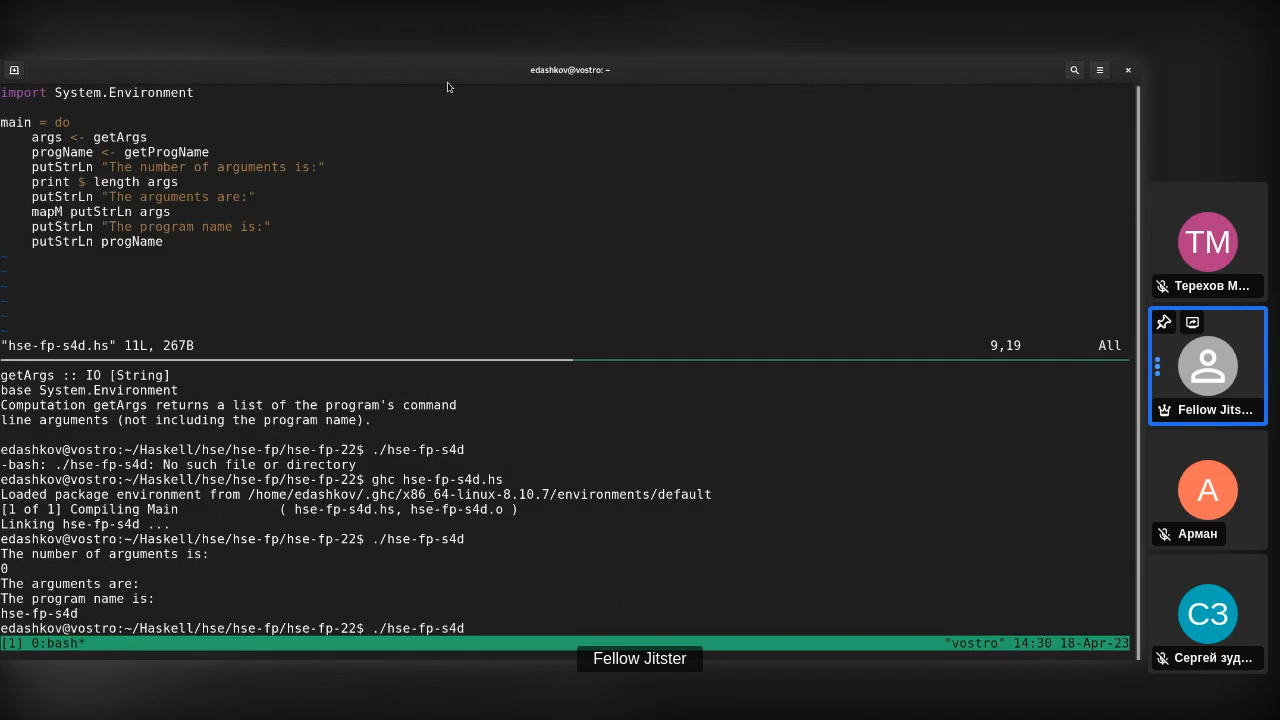 edashkov@vostro: ~
import System.Environment
main = do
    args <- getArgs
    progName <- getProgName
    putStrLn "The number of arguments is:"
    print $ length args
    putStrLn "The arguments are:"
    mapM putStrLn args
    putStrLn "The program name is:"
    putStrLn progName
~
~
~
~
~
~
"hse-fp-s4d.hs" 11L, 267B 9,19 All
getArgs :: IO [String]
base System.Environment
Computation getArgs returns a list of the program's command
line arguments (not including the program name).
edashkov@vostro:~/Haskell/hse/hse-fp/hse-fp-22$ ./hse-fp-s4d
-bash: ./hse-fp-s4d: No such file or directory
edashkov@vostro:~/Haskell/hse/hse-fp/hse-fp-22$ ghc hse-fp-s4d.hs
Loaded package environment from /home/edashkov/.ghc/x86_64-linux-8.10.7/environments/default
[1 of 1] Compiling Main             ( hse-fp-s4d.hs, hse-fp-s4d.o )
Linking hse-fp-s4d ...
edashkov@vostro:~/Haskell/hse/hse-fp/hse-fp-22$ ./hse-fp-s4d
The number of arguments is:
0
The arguments are:
The program name is:
hse-fp-s4d
edashkov@vostro:~/Haskell/hse/hse-fp/hse-fp-22$ ./hse-fp-s4d
[1] 0:bash* "vostro" 14:30 18-Apr-23
Fellow Jitster
TM
Терехов М...
Fellow Jits...
A
Арман
СЗ
Сергей зуд...